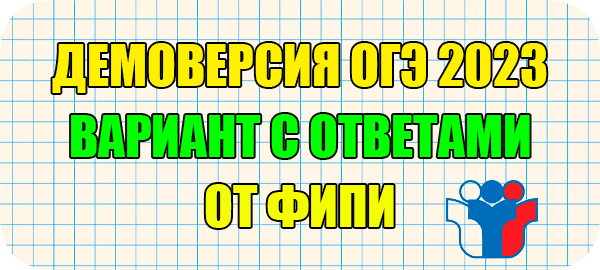 ДЕМОВЕРСИЯ ОГЭ 2023
ВАРИАНТ С ОТВЕТАМИ
ОТ ФИПИ